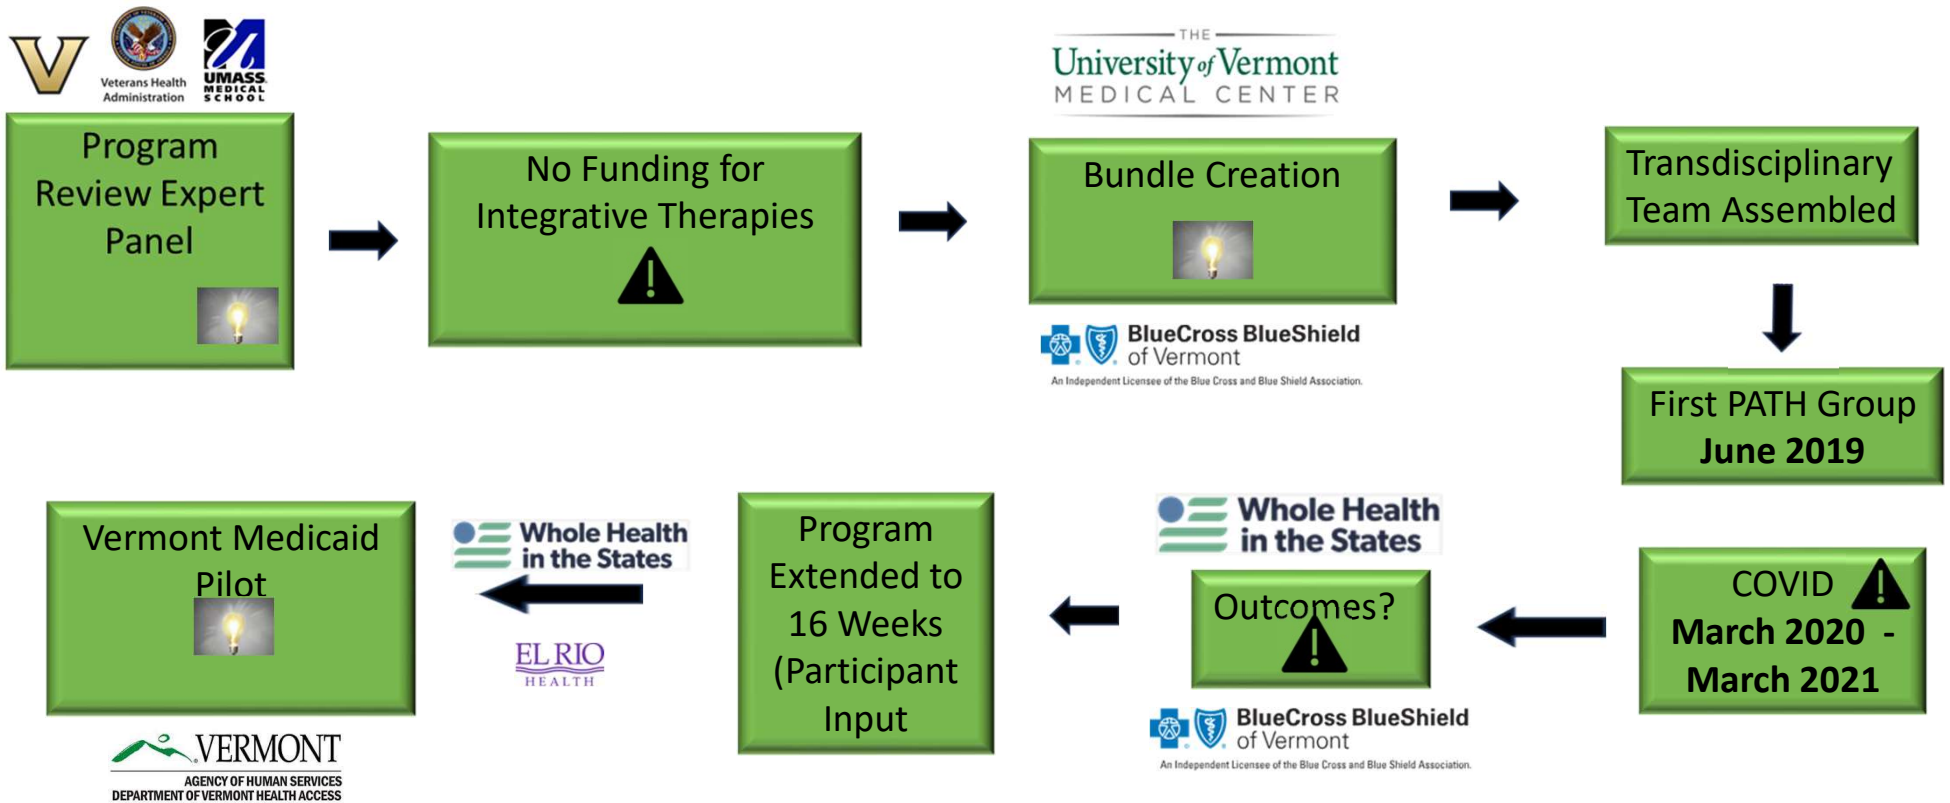 V
Veterans Health
Administration
UMASS
MEDICAL
SCHOOL
Program
Review Expert
Panel
No Funding for
Integrative Therapies
THE
University of Vermont
MEDICAL CENTER
Bundle Creation
BlueCross BlueShield
of Vermont
An Independent Licensee of the Blue Cross and Blue Shield Association.
Transdisciplinary
Team Assembled
First PATH Group
June 2019
COVID
March 2020 -
March 2021
Whole Health
in the States
Outcomes?
BlueCross BlueShield
of Vermont
An Independent Licensee of the Blue Cross and Blue Shield Association.
Program
Extended to
16 Weeks
(Participant
Input
Whole Health
in the States
EL RIO
HEALTH
Vermont Medicaid
Pilot
VERMONT
AGENCY OF HUMAN SERVICES
DEPARTMENT OF VERMONT HEALTH ACCESS